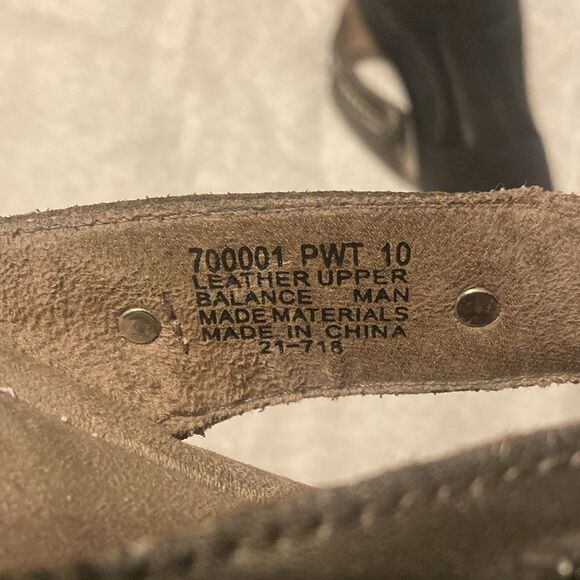 700001 PWT 10
LEATHER UPPER
BALANCE MAN
MADE MATERIALS
MADE IN CHINA
21-718